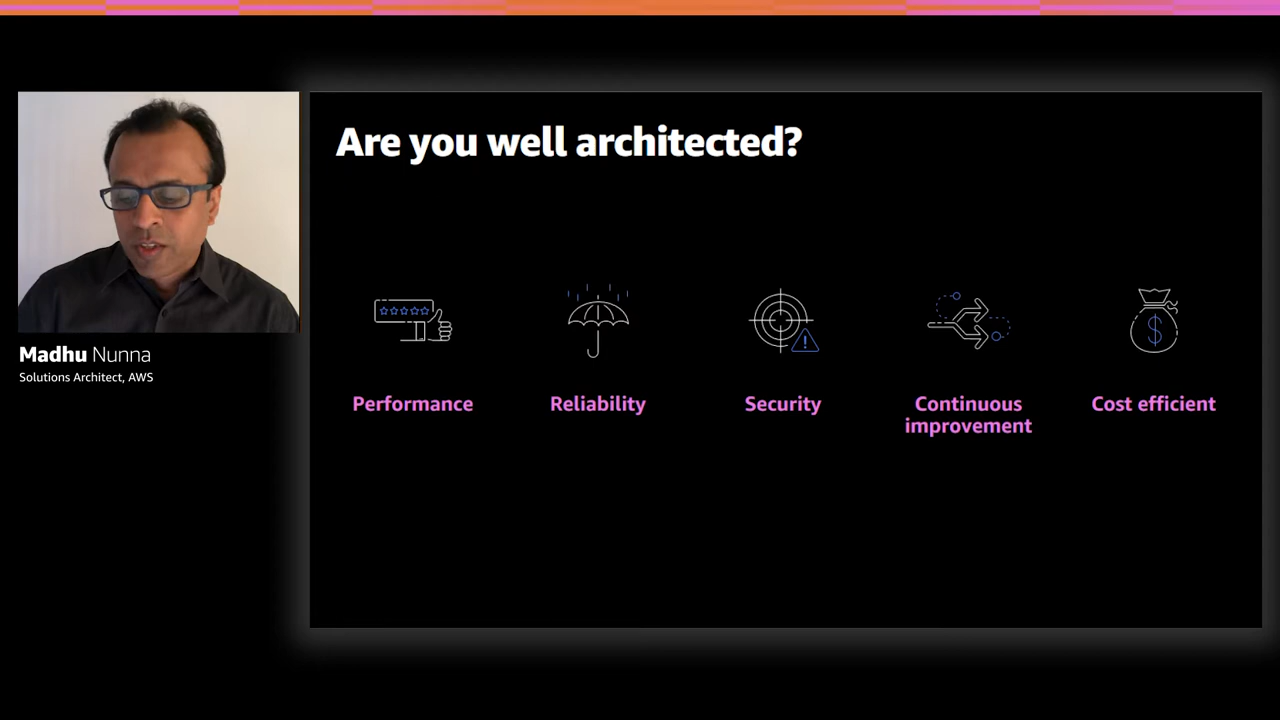 Are you well architected?
Madhu Nunna
Solutions Architect, AWS
Performance
Reliability
Security
Continuous
improvement
Cost efficient